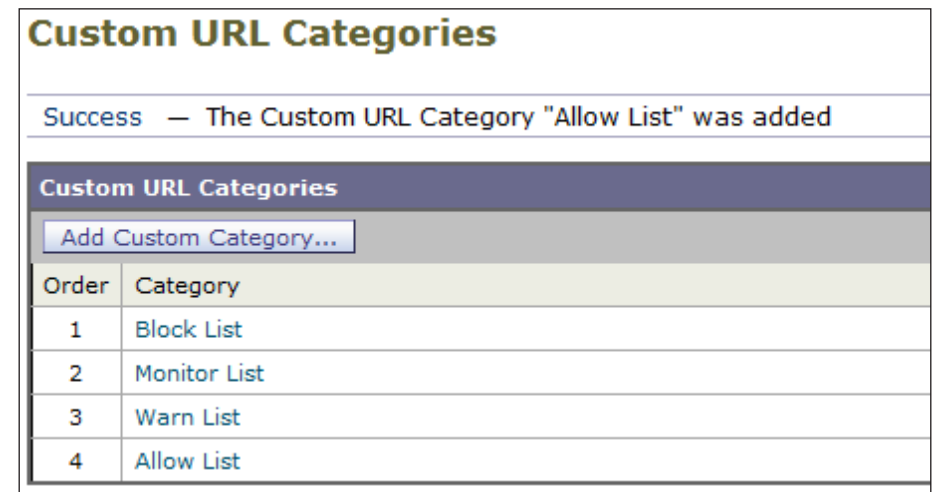 Custom URL Categories
Success — The Custom URL Category "Allow List" was added
Custom URL Categories
Add Custom Category...
Order Category
1 Block List
2 Monitor List
3 Warn List
4 Allow List